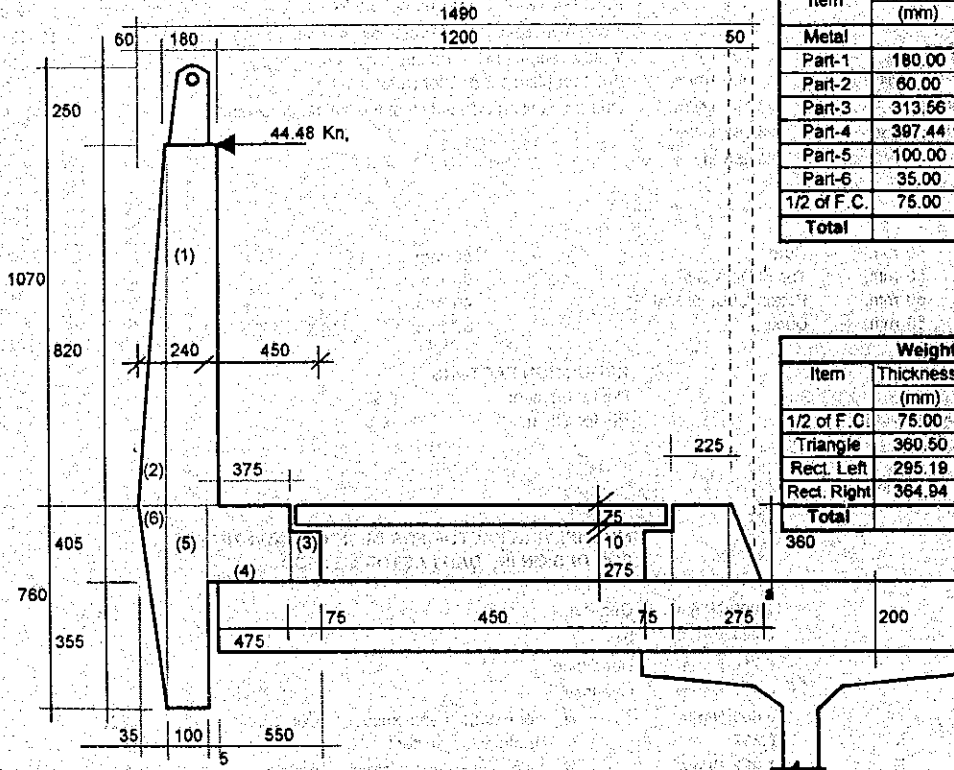 1490
60 180 1200 50
250
44.48 Kn,
(1)
1070
820
240 450
225
(2) 375
(6) 75
(5) (3) 10 360
405 (4) 275
760 a
75 450 75 275 200
355 475
35 100 550
5
Item
(mm)
Metal
Part-1 180.00
Part-2 60.00
Part-3 313.56
Part-4 397.44
Part-5 100.00
Part-6 35.00
1/2 of F.C. 75.00
Total
Weight
Item Thickness
(mm)
1/2 of F.C. 75.00
Triangle 360.50
Rect. Left 295.19
Rect. Right 364.94
Total